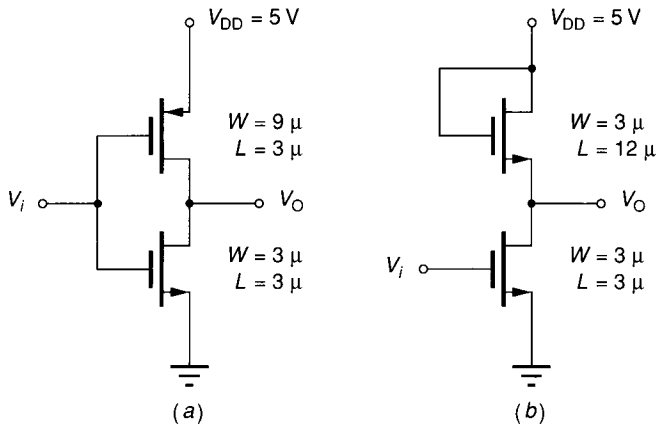 V_DD = 5 V
W = 9 μ
L = 3 μ
V_i
V_O
W = 3 μ
L = 3 μ
(a)
V_DD = 5 V
W = 3 μ
L = 12 μ
V_O
V_i
W = 3 μ
L = 3 μ
(b)